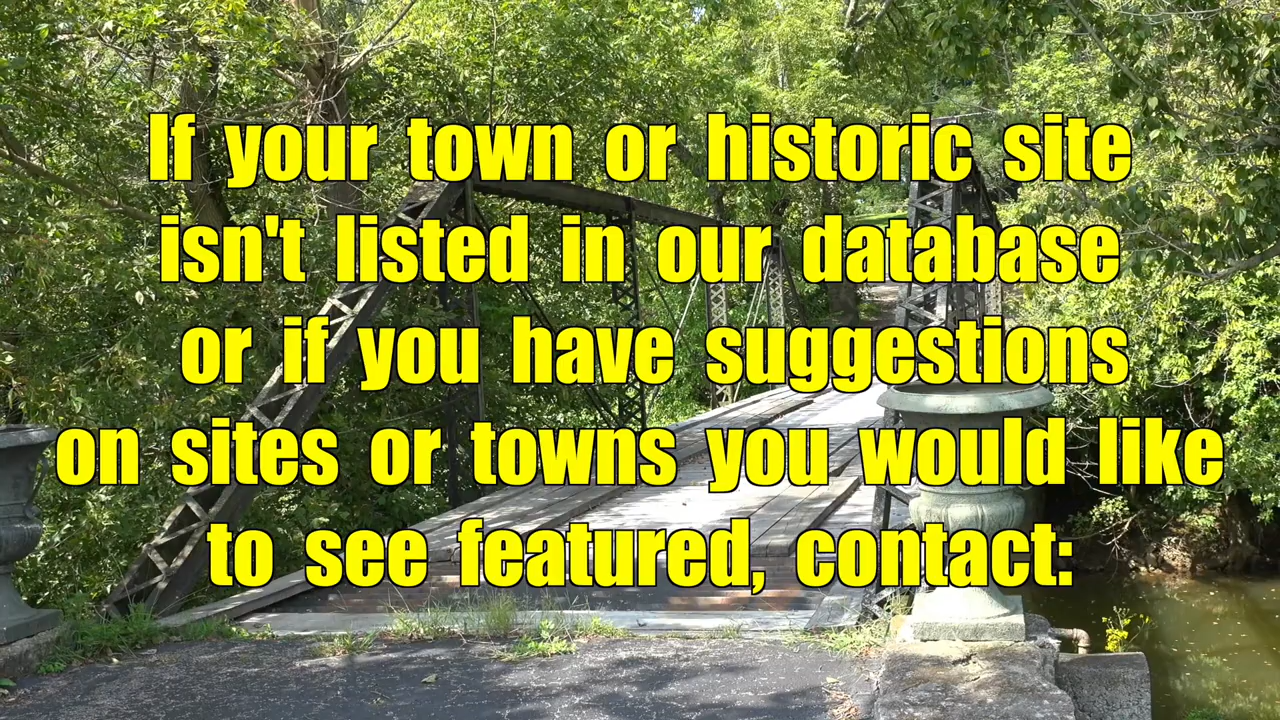 If your town or historic site
isn't listed in our database
or if you have suggestions
on sites or towns you would like
to see featured, contact: